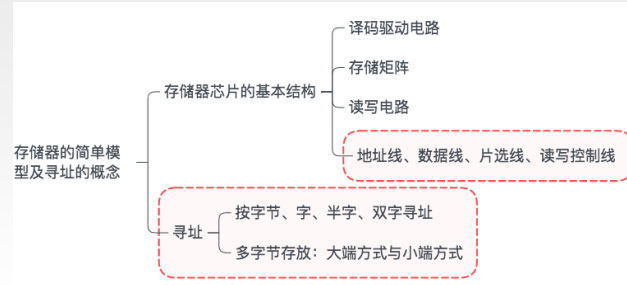 译码驱动电路
存储矩阵
存储器芯片的基本结构
读写电路
地址线、数据线、片选线、读写控制线
存储器的简单模
型及寻址的概念
按字节、字、半字、双字寻址
寻址
多字节存放：大端方式与小端方式